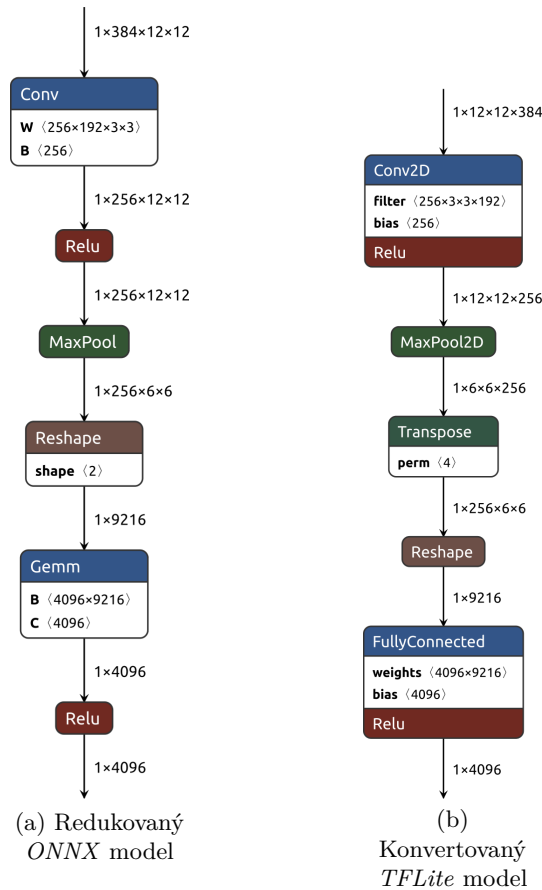 1×384×12×12
Conv
W ⟨256×192×3×3⟩
B ⟨256⟩
1×256×12×12
Relu
1×256×12×12
MaxPool
1×256×6×6
Reshape
shape ⟨2⟩
1×9216
Gemm
B ⟨4096×9216⟩
C ⟨4096⟩
1×4096
Relu
1×4096
(a) Redukovaný
ONNX model
1×12×12×384
Conv2D
filter ⟨256×3×3×192⟩
bias ⟨256⟩
Relu
1×12×12×256
MaxPool2D
1×6×6×256
Transpose
perm ⟨4⟩
1×256×6×6
Reshape
1×9216
FullyConnected
weights ⟨4096×9216⟩
bias ⟨4096⟩
Relu
1×4096
(b)
Konvertovaný
TFLite model